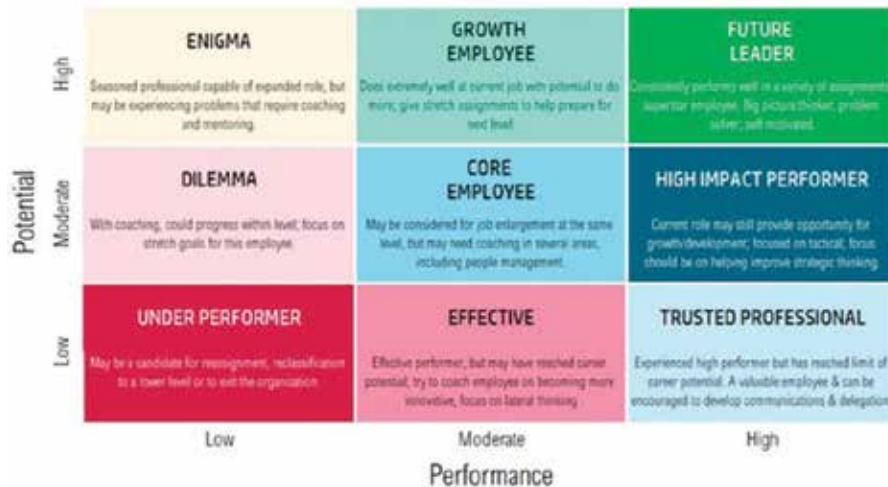 High
ENIGMA
Seasoned professional capable of expanded role, but
may be experiencing problems that require coaching
and mentoring.
GROWTH
EMPLOYEE
Does extremely well at current job with potential to do
more; give stretch assignments to help prepare for
next level.
FUTURE
LEADER
Consistently performs well in a variety of assignments;
superstar employee. Big picture thinker; problem
solver; self motivated.
Potential
Moderate
DILEMMA
With coaching, could progress within level; focus on
stretch goals for this employee.
CORE
EMPLOYEE
May be considered for job enlargement at the same
level, but may need coaching in several areas,
including people management.
HIGH IMPACT PERFORMER
Current role may still provide opportunity for
growth/development; focused on tactical; focus
should be on helping improve strategic thinking.
Low
UNDER PERFORMER
May be a candidate for reassignment, reclassification
to a lower level or to exit the organization
EFFECTIVE
Effective performer, but may have reached career
potential; try to coach employee on becoming more
innovative, focus on lateral thinking
TRUSTED PROFESSIONAL
Experienced high performer but has reached limit of
career potential. A valuable employee & can be
encouraged to develop communications & delegation
Low
Moderate
High
Performance